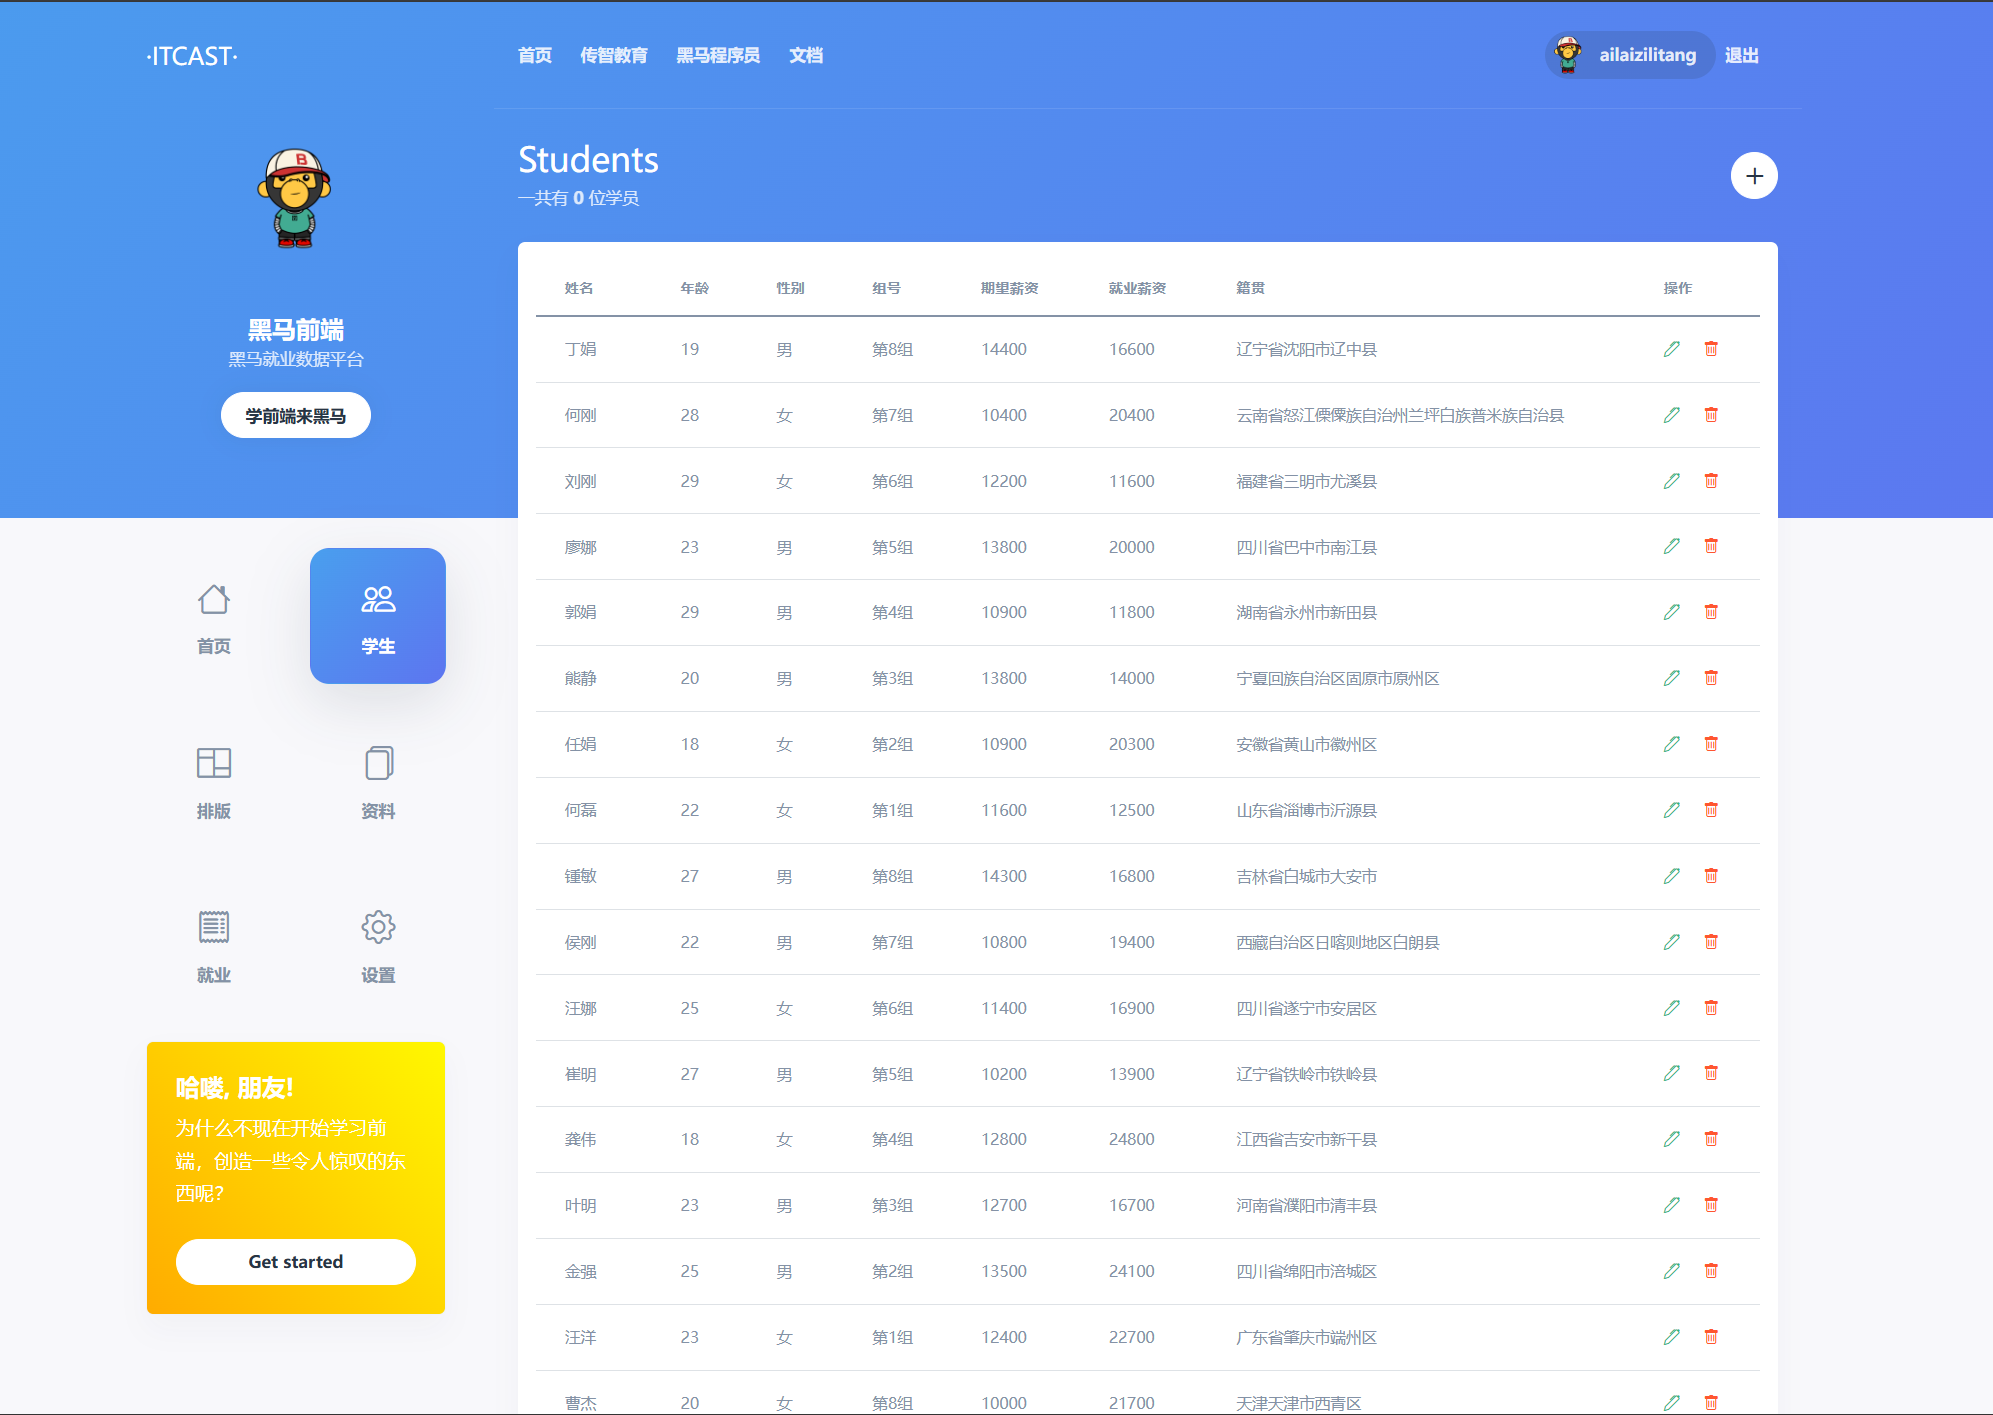 ·ITCAST·
首页 传智教育 黑马程序员 文档
ailaizilitang 退出
B
黑马前端
黑马就业数据平台
学前端来黑马
首页 学生
排版 资料
就业 设置
哈喽, 朋友!
为什么不现在开始学习前
端，创造一些令人惊叹的东
西呢？
Get started
Students
一共有 0 位学员
姓名 年龄 性别 组号 期望薪资 就业薪资 籍贯 操作
丁娟 19 男 第8组 14400 16600 辽宁省沈阳市辽中县
何刚 28 女 第7组 10400 20400 云南省怒江傈僳族自治州兰坪白族普米族自治县
刘刚 29 女 第6组 12200 11600 福建省三明市尤溪县
廖娜 23 男 第5组 13800 20000 四川省巴中市南江县
郭娟 29 男 第4组 10900 11800 湖南省永州市新田县
熊静 20 男 第3组 13800 14000 宁夏回族自治区固原市原州区
任娟 18 女 第2组 10900 20300 安徽省黄山市徽州区
何磊 22 女 第1组 11600 12500 山东省淄博市沂源县
锺敏 27 男 第8组 14300 16800 吉林省白城市大安市
侯刚 22 男 第7组 10800 19400 西藏自治区日喀则地区白朗县
汪娜 25 女 第6组 11400 16900 四川省遂宁市安居区
崔明 27 男 第5组 10200 13900 辽宁省铁岭市铁岭县
龚伟 18 女 第4组 12800 24800 江西省吉安市新干县
叶明 23 男 第3组 12700 16700 河南省濮阳市清丰县
金强 25 男 第2组 13500 24100 四川省绵阳市涪城区
汪洋 23 女 第1组 12400 22700 广东省肇庆市端州区
曹杰 20 女 第8组 10000 21700 天津天津市西青区